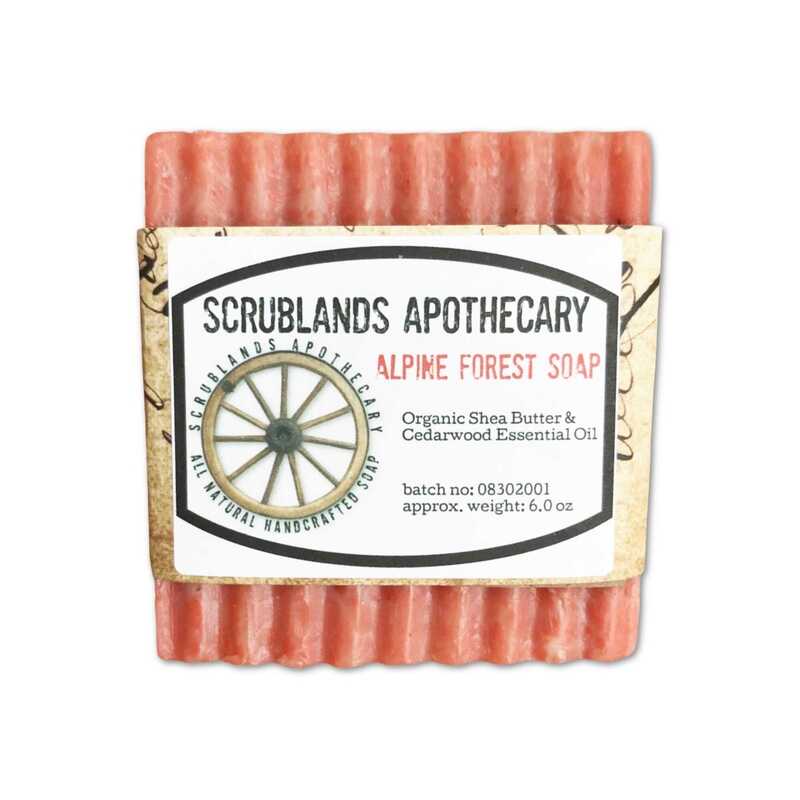 SCRUBLANDS APOTHECARY
ALPINE FOREST SOAP
SCRUBLANDS APOTHECARY
ALL NATURAL HANDCRAFTED SOAP
Organic Shea Butter &
Cedarwood Essential Oil
batch no: 08302001
approx. weight: 6.0 oz